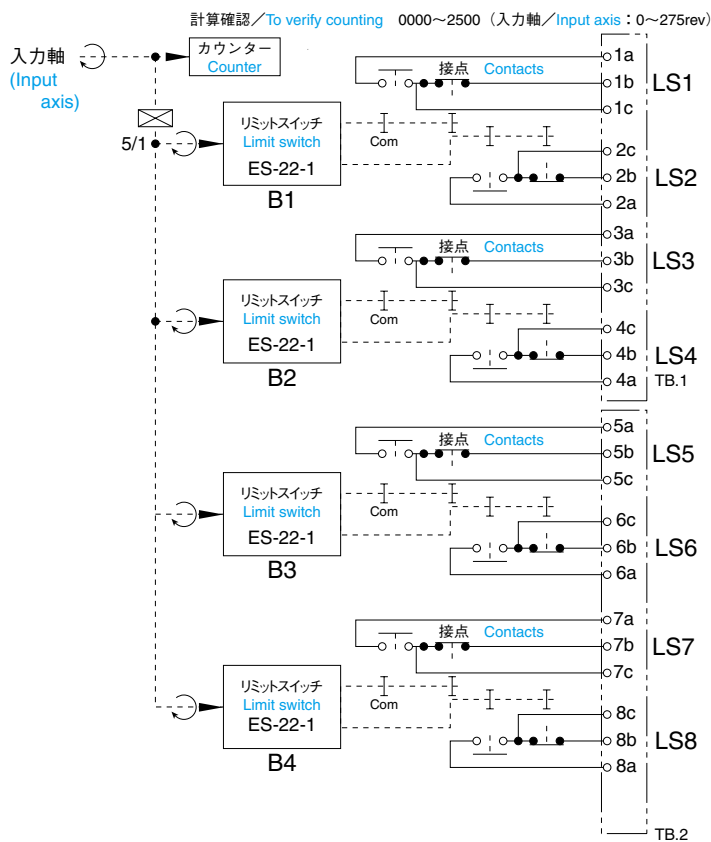 計算確認／To verify counting 0000〜2500（入力軸／Input axis：0〜275rev）
入力軸
(Input
axis)
カウンター
Counter
5/1
リミットスイッチ
Limit switch
ES-22-1
B1
Com
接点 Contacts
1a
1b
1c
LS1
2c
2b
2a
LS2
リミットスイッチ
Limit switch
ES-22-1
B2
Com
接点 Contacts
3a
3b
3c
LS3
4c
4b
4a
LS4
TB.1
リミットスイッチ
Limit switch
ES-22-1
B3
Com
接点 Contacts
5a
5b
5c
LS5
6c
6b
6a
LS6
リミットスイッチ
Limit switch
ES-22-1
B4
Com
接点 Contacts
7a
7b
7c
LS7
8c
8b
8a
LS8
TB.2